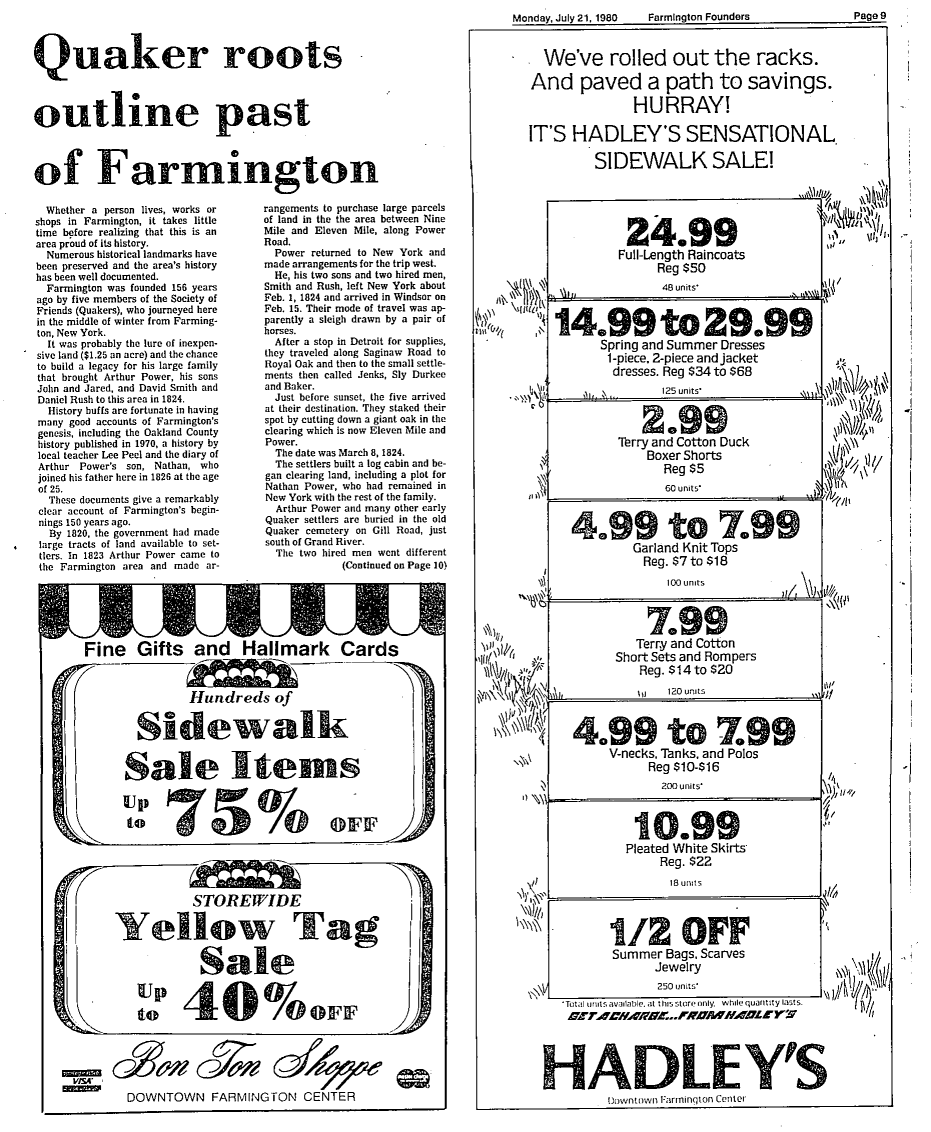 Monday, July 21, 1980 Farmington Founders Page 9
Quaker roots
outline past
of Farmington
Whether a person lives, works or
shops in Farmington, it takes little
time before realizing that this is an
area proud of its history.
Numerous historical landmarks have
been preserved and the area's history
has been well documented.
Farmington was founded 156 years
ago by five members of the Society of
Friends (Quakers), who journeyed here
in the middle of winter from Farming-
ton, New York.
It was probably the lure of inexpen-
sive land ($1.25 an acre) and the chance
to build a legacy for his large family
that brought Arthur Power, his sons
John and Jared, and David Smith and
Daniel Rush to this area in 1824.
History buffs are fortunate in having
many good accounts of Farmington's
genesis, including the Oakland County
history published in 1970, a history by
local teacher Lee Peel and the diary of
Arthur Power's son, Nathan, who
joined his father here in 1826 at the age
of 25.
These documents give a remarkably
clear account of Farmington's begin-
nings 150 years ago.
By 1820, the government had made
large tracts of land available to set-
tlers. In 1823 Arthur Power came to
the Farmington area and made ar-
rangements to purchase large parcels
of land in the the area between Nine
Mile and Eleven Mile, along Power
Road.
Power returned to New York and
made arrangements for the trip west.
He, his two sons and two hired men,
Smith and Rush, left New York about
Feb. 1, 1824 and arrived in Windsor on
Feb. 15. Their mode of travel was ap-
parently a sleigh drawn by a pair of
horses.
After a stop in Detroit for supplies,
they traveled along Saginaw Road to
Royal Oak and then to the small settle-
ments then called Jenks, Sly Durkee
and Baker.
Just before sunset, the five arrived
at their destination. They staked their
spot by cutting down a giant oak in the
clearing which is now Eleven Mile and
Power.
The date was March 8, 1824.
The settlers built a log cabin and be-
gan clearing land, including a plot for
Nathan Power, who had remained in
New York with the rest of the family.
Arthur Power and many other early
Quaker settlers are buried in the old
Quaker cemetery on Gill Road, just
south of Grand River.
The two hired men went different
(Continued on Page 10)
Fine Gifts and Hallmark Cards
Hundreds of
Sidewalk
Sale Items
Up to 75% OFF
STOREWIDE
Yellow Tag
Sale
Up to 40% OFF
VISA
Bon Ton Shoppe
DOWNTOWN FARMINGTON CENTER
We've rolled out the racks.
And paved a path to savings.
HURRAY!
IT'S HADLEY'S SENSATIONAL
SIDEWALK SALE!
24.99
Full-Length Raincoats
Reg $50
48 units*
14.99 to 29.99
Spring and Summer Dresses
1-piece, 2-piece and jacket
dresses. Reg $34 to $68
125 units*
2.99
Terry and Cotton Duck
Boxer Shorts
Reg $5
60 units*
4.99 to 7.99
Garland Knit Tops
Reg. $7 to $18
100 units
7.99
Terry and Cotton
Short Sets and Rompers
Reg. $14 to $20
120 units
4.99 to 7.99
V-necks, Tanks, and Polos
Reg $10-$16
200 units*
10.99
Pleated White Skirts
Reg. $22
18 units
1/2 OFF
Summer Bags, Scarves
Jewelry
250 units*
*Total units available, at this store only, while quantity lasts.
GET A CHARGE...FROM HADLEY'S
HADLEY'S
Downtown Farmington Center